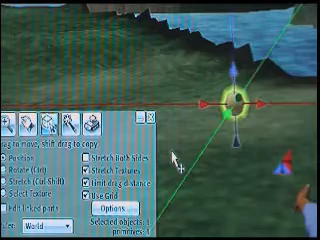 rag to move, shift drag to copy
Position
Rotate (Ctrl)
Stretch (Ctrl-Shift)
Select Texture
Edit linked parts
Stretch Both Sides
Stretch Textures
Limit drag distance
Use Grid
Options...
ler: World
Selected objects: 1
primitives: 1